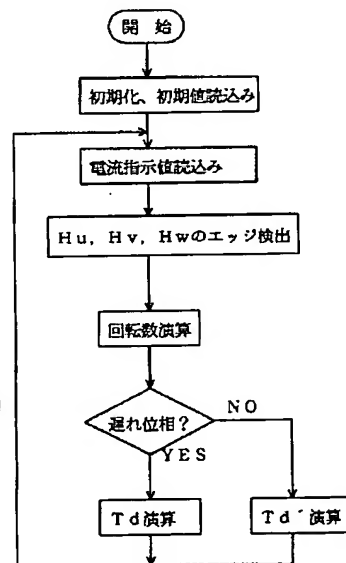 開 始
初期化、初期値読込み
電流指示値読込み
Hu, Hv, Hwのエッジ検出
回転数演算
遅れ位相?
NO
YES
Td演算
Td´演算